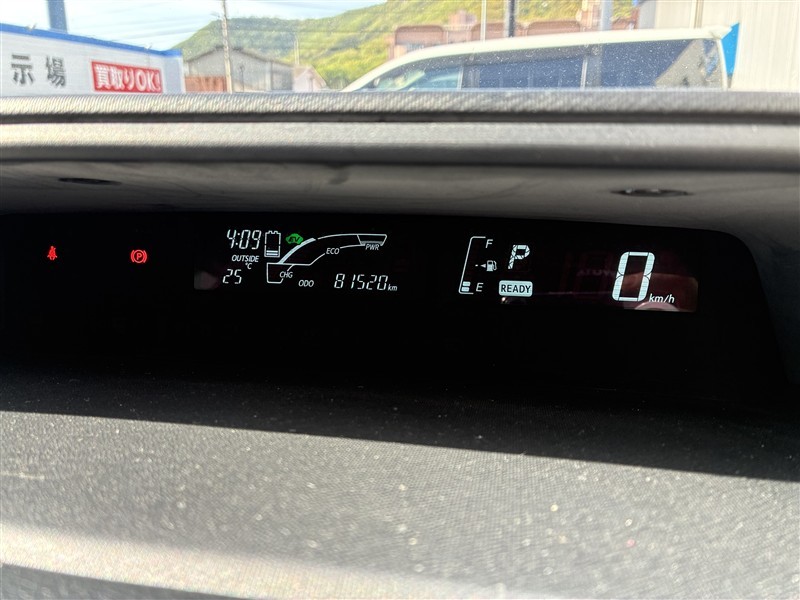 示場
買取りOK!
4:09
EV
PWR
ECO
OUTSIDE
25°C
CHG
ODO 81520km
F
E
P
READY
0 km/h
P